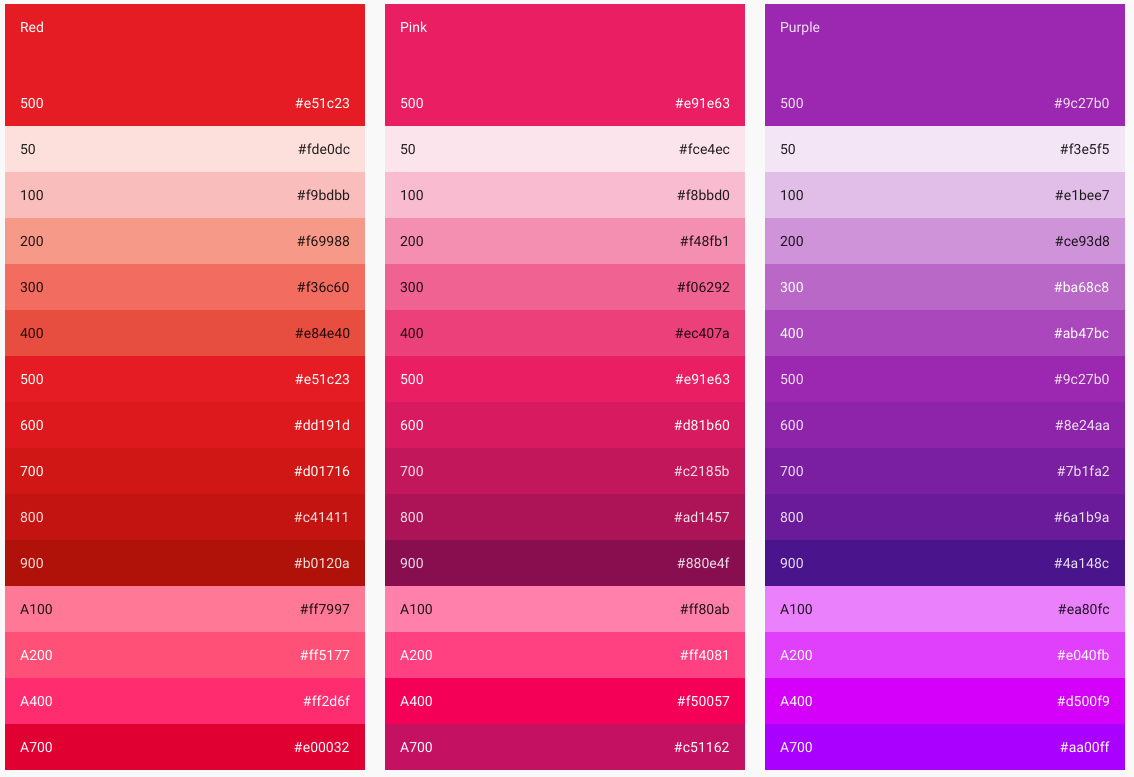 Red
500 #e51c23
50 #fde0dc
100 #f9bdbb
200 #f69988
300 #f36c60
400 #e84e40
500 #e51c23
600 #dd191d
700 #d01716
800 #c41411
900 #b0120a
A100 #ff7997
A200 #ff5177
A400 #ff2d6f
A700 #e00032
Pink
500 #e91e63
50 #fce4ec
100 #f8bbd0
200 #f48fb1
300 #f06292
400 #ec407a
500 #e91e63
600 #d81b60
700 #c2185b
800 #ad1457
900 #880e4f
A100 #ff80ab
A200 #ff4081
A400 #f50057
A700 #c51162
Purple
500 #9c27b0
50 #f3e5f5
100 #e1bee7
200 #ce93d8
300 #ba68c8
400 #ab47bc
500 #9c27b0
600 #8e24aa
700 #7b1fa2
800 #6a1b9a
900 #4a148c
A100 #ea80fc
A200 #e040fb
A400 #d500f9
A700 #aa00ff